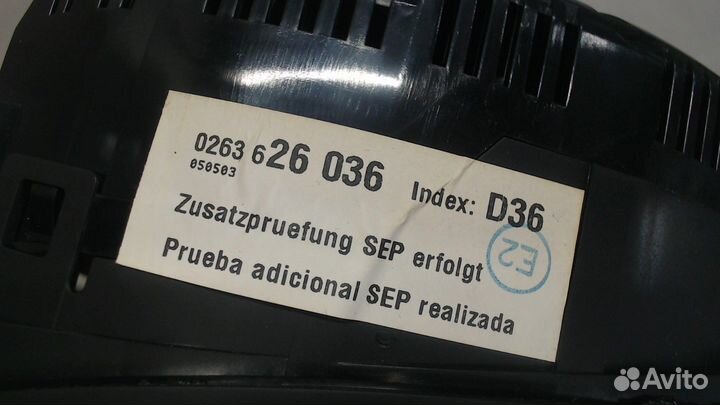 0263 626 036 Index: D36
050503
Zusatzpruefung SEP erfolgt
E2
Prueba adicional SEP realizada
Avito